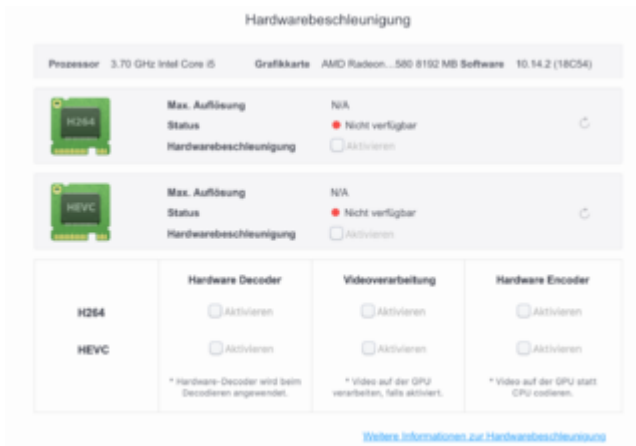 Hardwarebeschleunigung
Prozessor 3.70 GHz Intel Core i5 Grafikkarte AMD Radeon...580 8192 MB Software 10.14.2 (18C54)
H264
Max. Auflösung N/A
Status Nicht verfügbar
Hardwarebeschleunigung Aktivieren
HEVC
Max. Auflösung N/A
Status Nicht verfügbar
Hardwarebeschleunigung Aktivieren
Hardware Decoder Videoverarbeitung Hardware Encoder
H264 Aktivieren Aktivieren Aktivieren
HEVC Aktivieren Aktivieren Aktivieren
* Hardware-Decoder wird beim * Video auf der GPU * Video auf der GPU statt
Decodieren angewendet. verarbeiten, falls aktiviert. CPU codieren.
Weitere Informationen zur Hardwarebeschleunigung